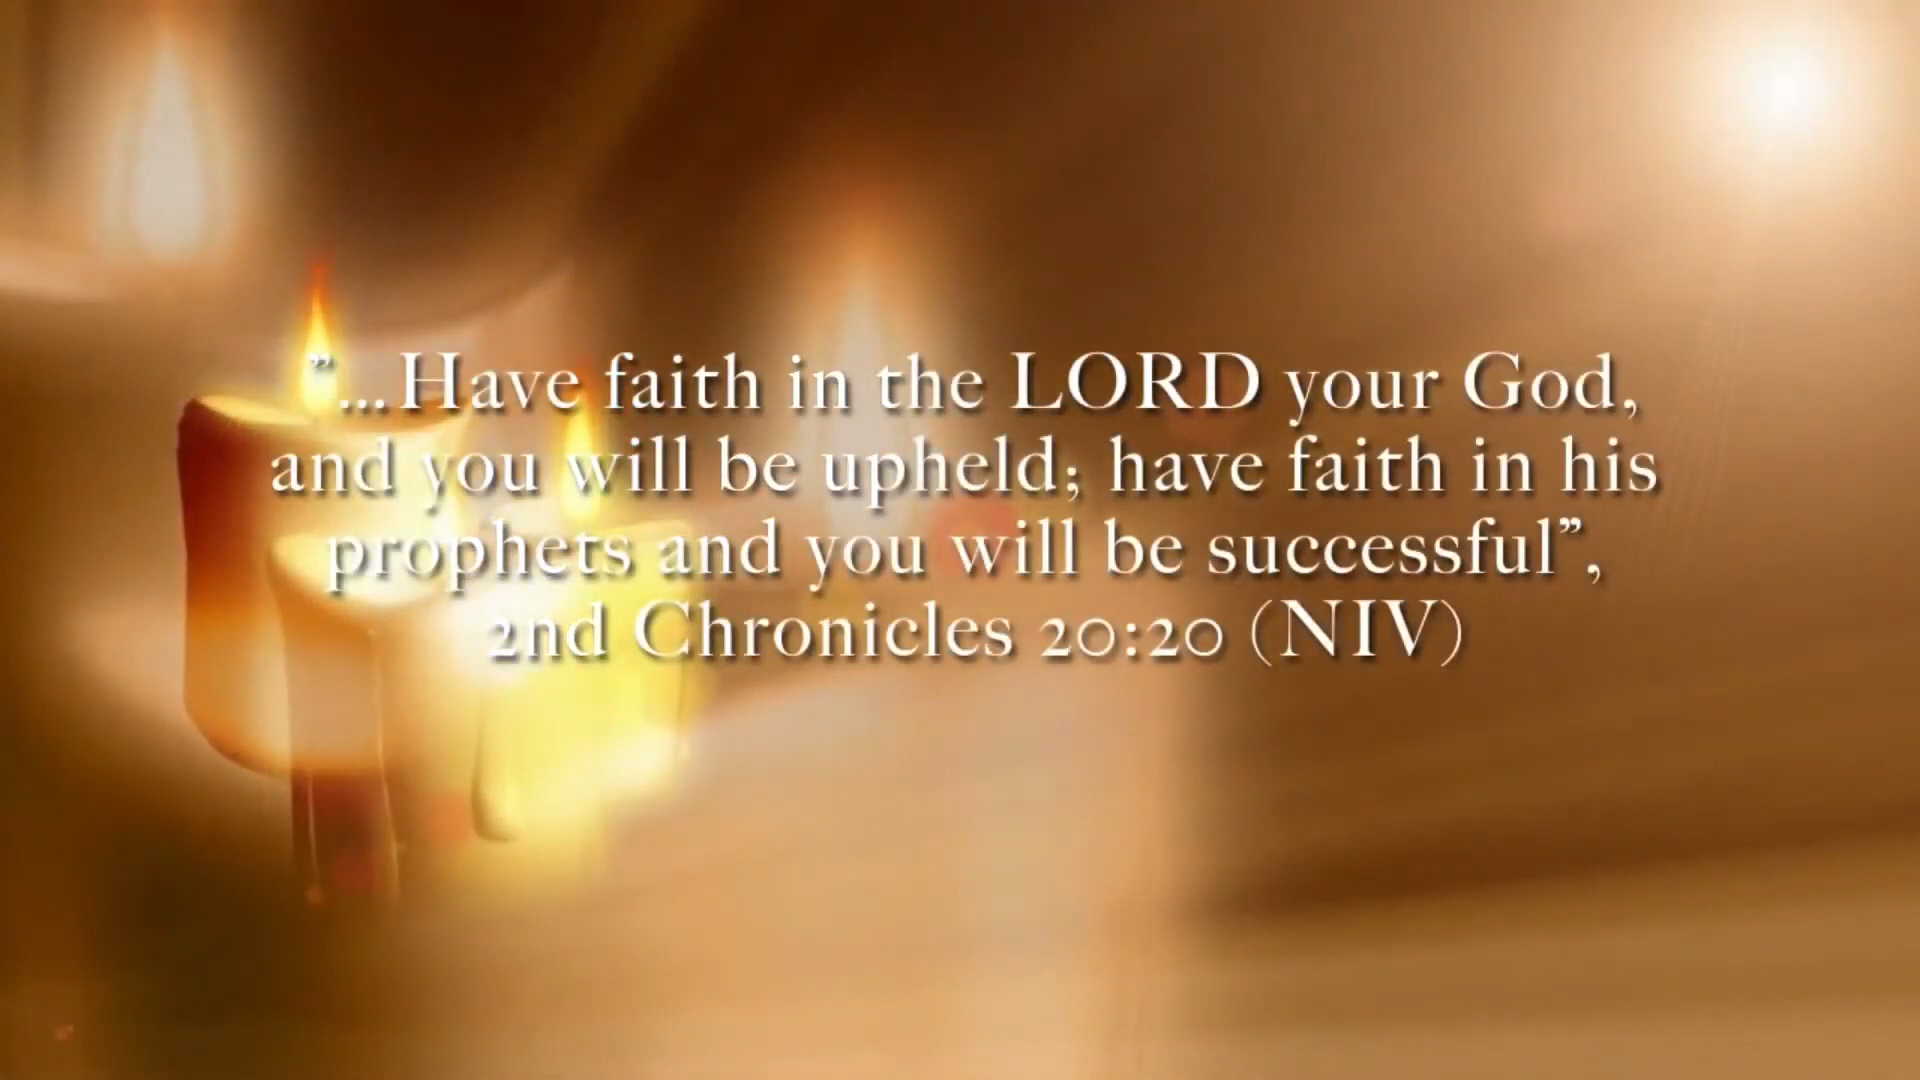 ”...Have faith in the LORD your God,
and you will be upheld; have faith in his
prophets and you will be successful”,
2nd Chronicles 20:20 (NIV)